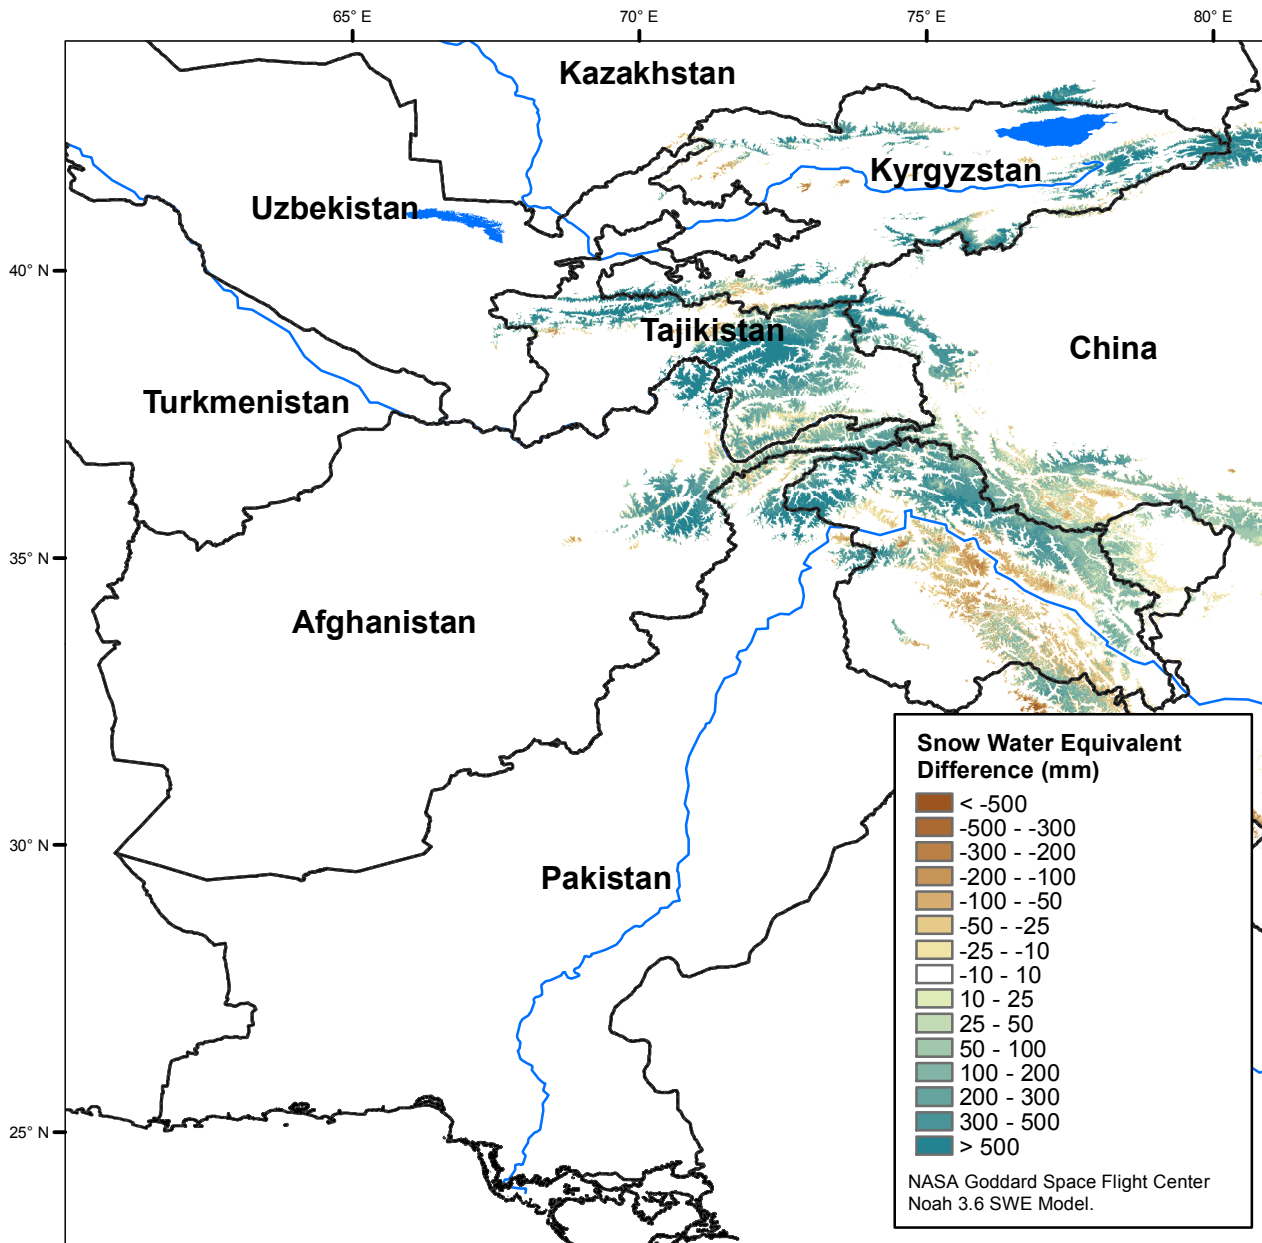 65° E
70° E
75° E
80° E
Kazakhstan
Kyrgyzstan
Uzbekistan
40° N
Tajikistan
China
Turkmenistan
35° N
Afghanistan
30° N
Pakistan
25° N
Snow Water Equivalent
Difference (mm)
< -500
-500 - -300
-300 - -200
-200 - -100
-100 - -50
-50 - -25
-25 - -10
-10 - 10
10 - 25
25 - 50
50 - 100
100 - 200
200 - 300
300 - 500
> 500
NASA Goddard Space Flight Center
Noah 3.6 SWE Model.